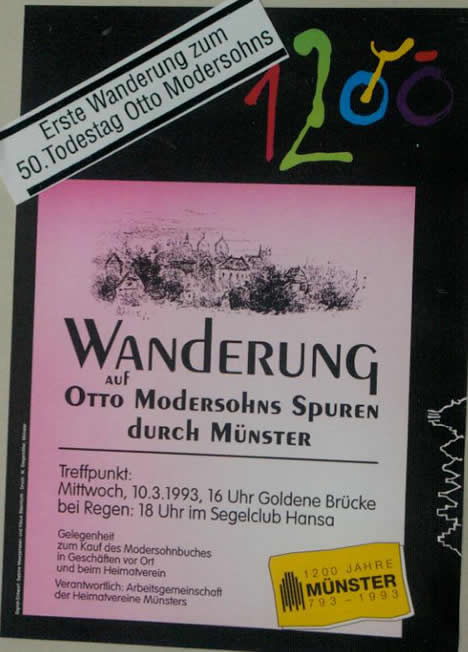 Erste Wanderung zum
50. Todestag Otto Modersohns
1200
WANDERUNG
AUF
OTTO MODERSOHNS SPUREN
DURCH MÜNSTER
Treffpunkt:
Mittwoch, 10.3.1993, 16 Uhr Goldene Brücke
bei Regen: 18 Uhr im Segelclub Hansa
Gelegenheit
zum Kauf des Modersohnbuches
in Geschäften vor Ort
und beim Heimatverein
Verantwortlich: Arbeitsgemeinschaft
der Heimatvereine Münsters
1200 JAHRE
MÜNSTER
793 – 1993